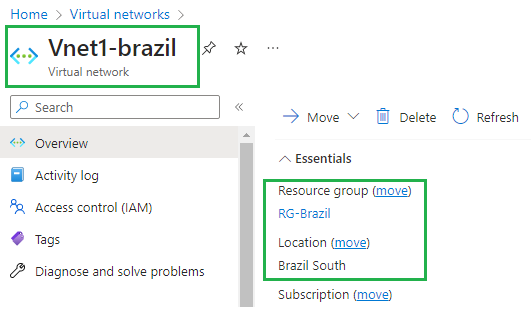 Home > Virtual networks >
Vnet1-brazil
Virtual network
Search
Move
Delete
Refresh
Overview
Activity log
Access control (IAM)
Tags
Diagnose and solve problems
Essentials
Resource group (move)
RG-Brazil
Location (move)
Brazil South
Subscription (move)